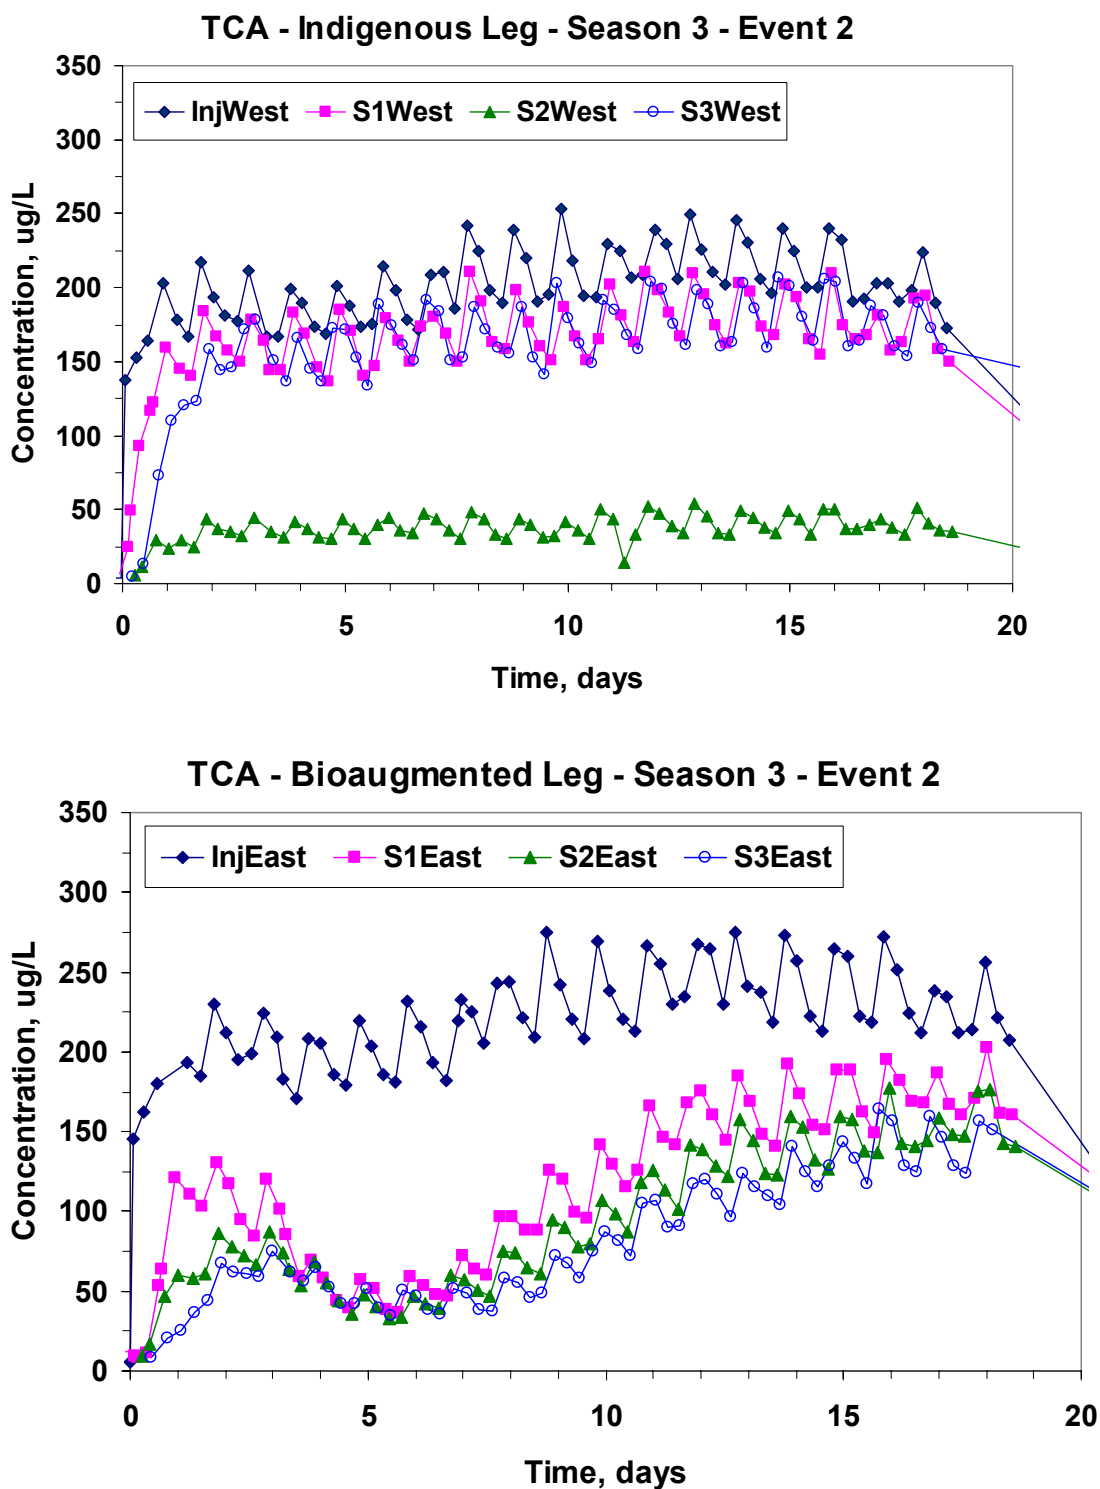 TCA - Indigenous Leg - Season 3 - Event 2
350
InjWest S1West S2West S3West
300
250
200
150
100
50
0
Concentration, ug/L
0 5 10 15 20
Time, days
TCA - Bioaugmented Leg - Season 3 - Event 2
350
InjEast S1East S2East S3East
300
250
200
150
100
50
0
Concentration, ug/L
0 5 10 15 20
Time, days